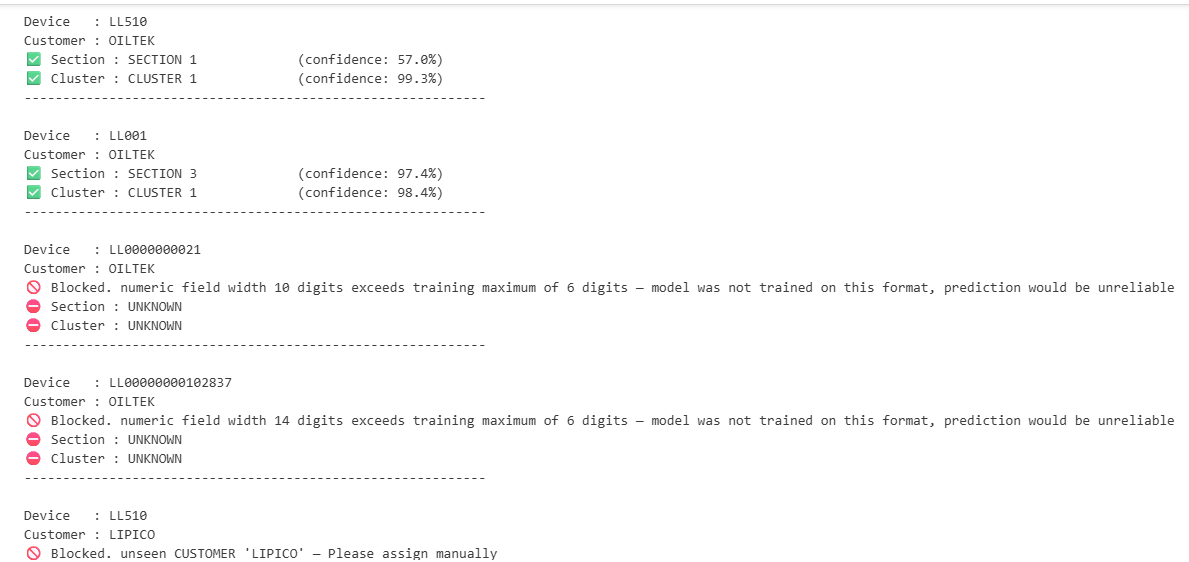 Device   : LL510
Customer : OILTEK
✅ Section : SECTION 1             (confidence: 57.0%)
✅ Cluster : CLUSTER 1             (confidence: 99.3%)
------------------------------------------------------------
Device   : LL001
Customer : OILTEK
✅ Section : SECTION 3             (confidence: 97.4%)
✅ Cluster : CLUSTER 1             (confidence: 98.4%)
------------------------------------------------------------
Device   : LL0000000021
Customer : OILTEK
🚫 Blocked. numeric field width 10 digits exceeds training maximum of 6 digits — model was not trained on this format, prediction would be unreliable
⛔ Section : UNKNOWN
⛔ Cluster : UNKNOWN
------------------------------------------------------------
Device   : LL00000000102837
Customer : OILTEK
🚫 Blocked. numeric field width 14 digits exceeds training maximum of 6 digits — model was not trained on this format, prediction would be unreliable
⛔ Section : UNKNOWN
⛔ Cluster : UNKNOWN
------------------------------------------------------------
Device   : LL510
Customer : LIPICO
🚫 Blocked. unseen CUSTOMER 'LIPICO' — Please assign manually